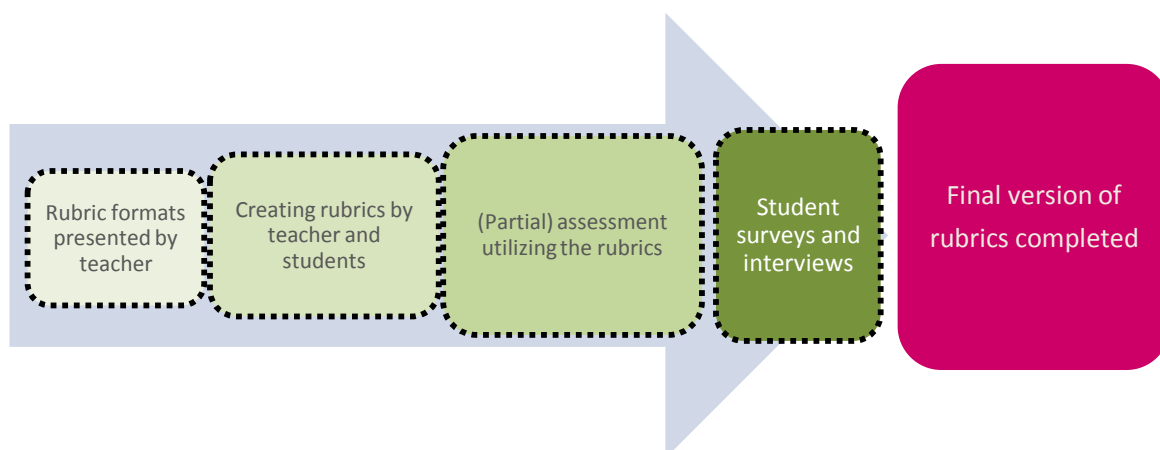 Rubric formats
presented by
teacher
Creating rubrics by
teacher and
students
(Partial) assessment
utilizing the rubrics
Student
surveys and
interviews
Final version of
rubrics completed